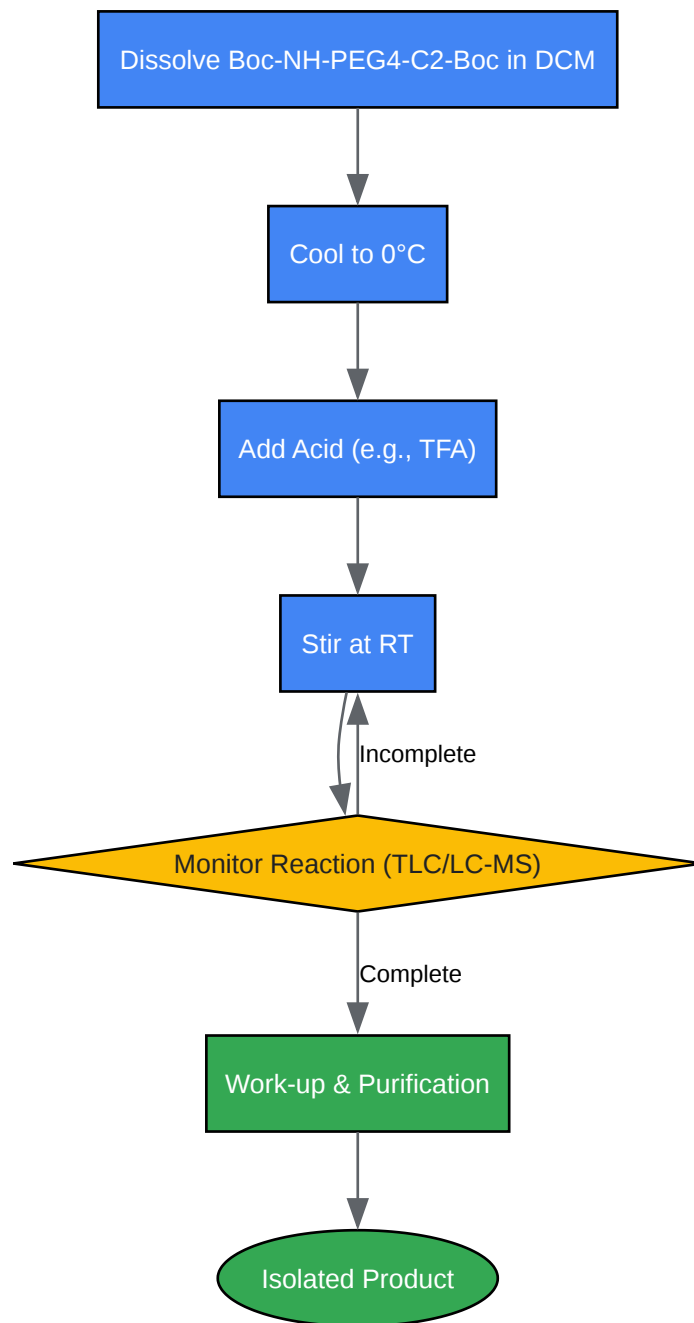 Dissolve Boc-NH-PEG4-C2-Boc in DCM
Cool to 0°C
Add Acid (e.g., TFA)
Stir at RT
Incomplete
Monitor Reaction (TLC/LC-MS)
Complete
Work-up & Purification
Isolated Product